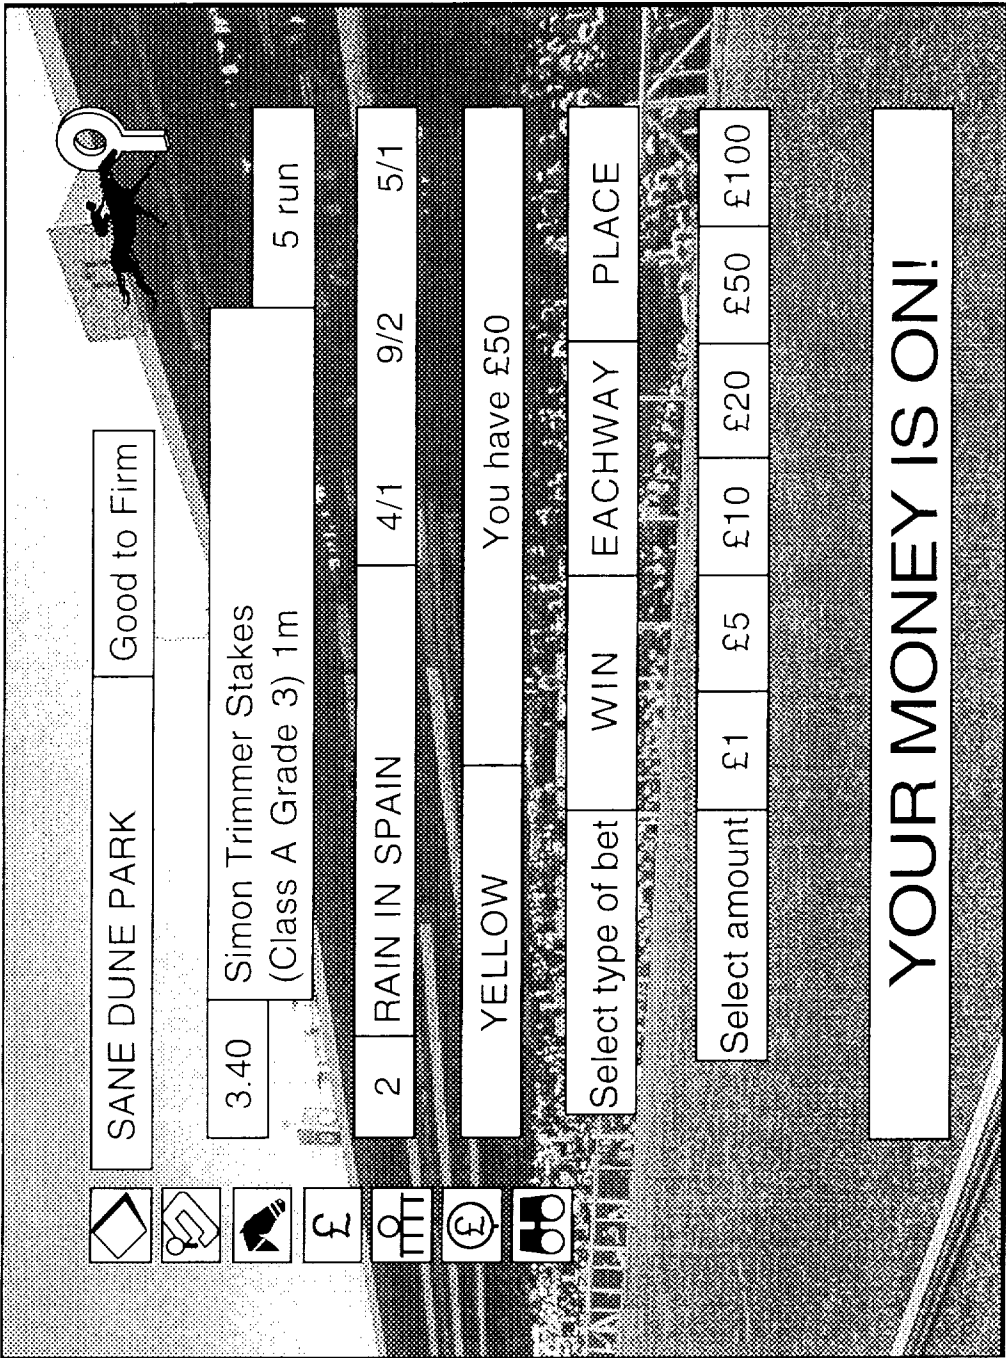 SANE DUNE PARK Good to Firm
3.40 Simon Trimmer Stakes 5 run
(Class A Grade 3) 1m
2 RAIN IN SPAIN 4/1 9/2 5/1
YELLOW You have £50
Select type of bet WIN EACHWAY PLACE
Select amount £1 £5 £10 £20 £50 £100
YOUR MONEY IS ON!
£
£